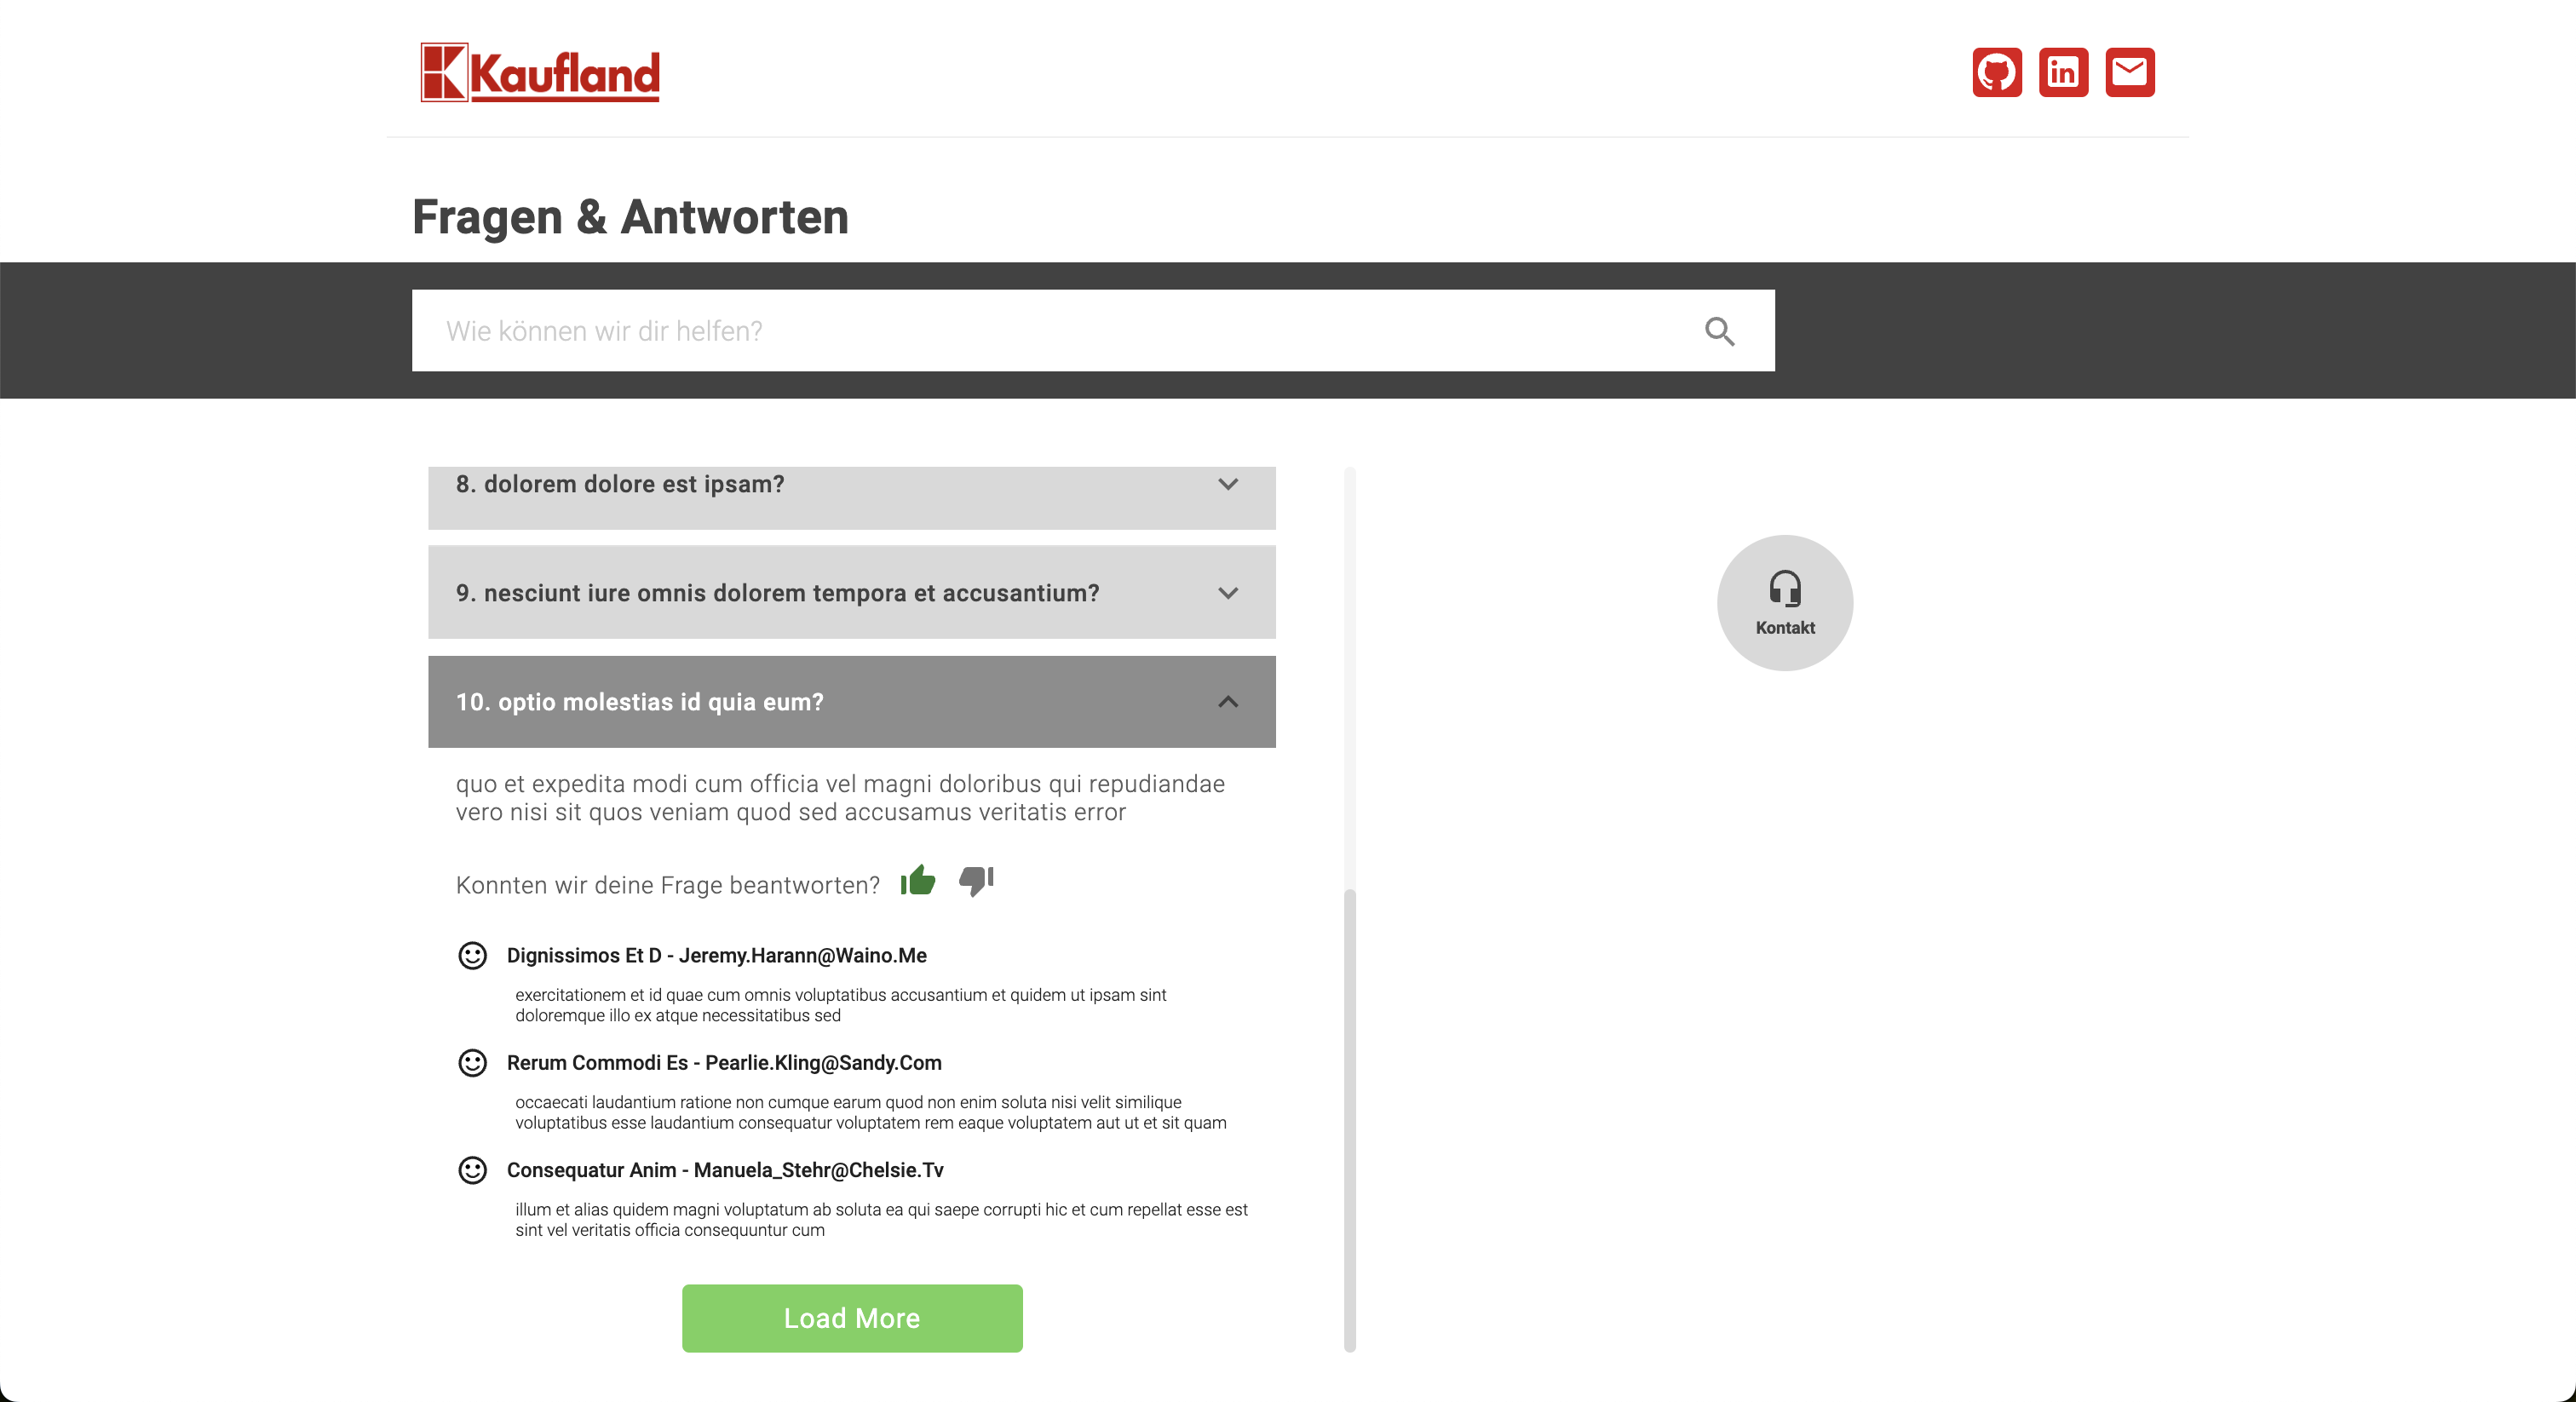 Kaufland
in
Fragen & Antworten
Wie können wir dir helfen?
8. dolorem dolore est ipsam?
9. nesciunt iure omnis dolorem tempora et accusantium?
Kontakt
10. optio molestias id quia eum?
quo et expedita modi cum officia vel magni doloribus qui repudiandae
vero nisi sit quos veniam quod sed accusamus veritatis error
Konnten wir deine Frage beantworten?
Dignissimos Et D - Jeremy.Harann@Waino.Me
exercitationem et id quae cum omnis voluptatibus accusantium et quidem ut ipsam sint
doloremque illo ex atque necessitatibus sed
Rerum Commodi Es - Pearlie.Kling@Sandy.Com
occaecati laudantium ratione non cumque earum quod non enim soluta nisi velit similique
voluptatibus esse laudantium consequatur voluptatem rem eaque voluptatem aut ut et sit quam
Consequatur Anim - Manuela_Stehr@Chelsie.Tv
illum et alias quidem magni voluptatum ab soluta ea qui saepe corrupti hic et cum repellat esse est
sint vel veritatis officia consequuntur cum
Load More